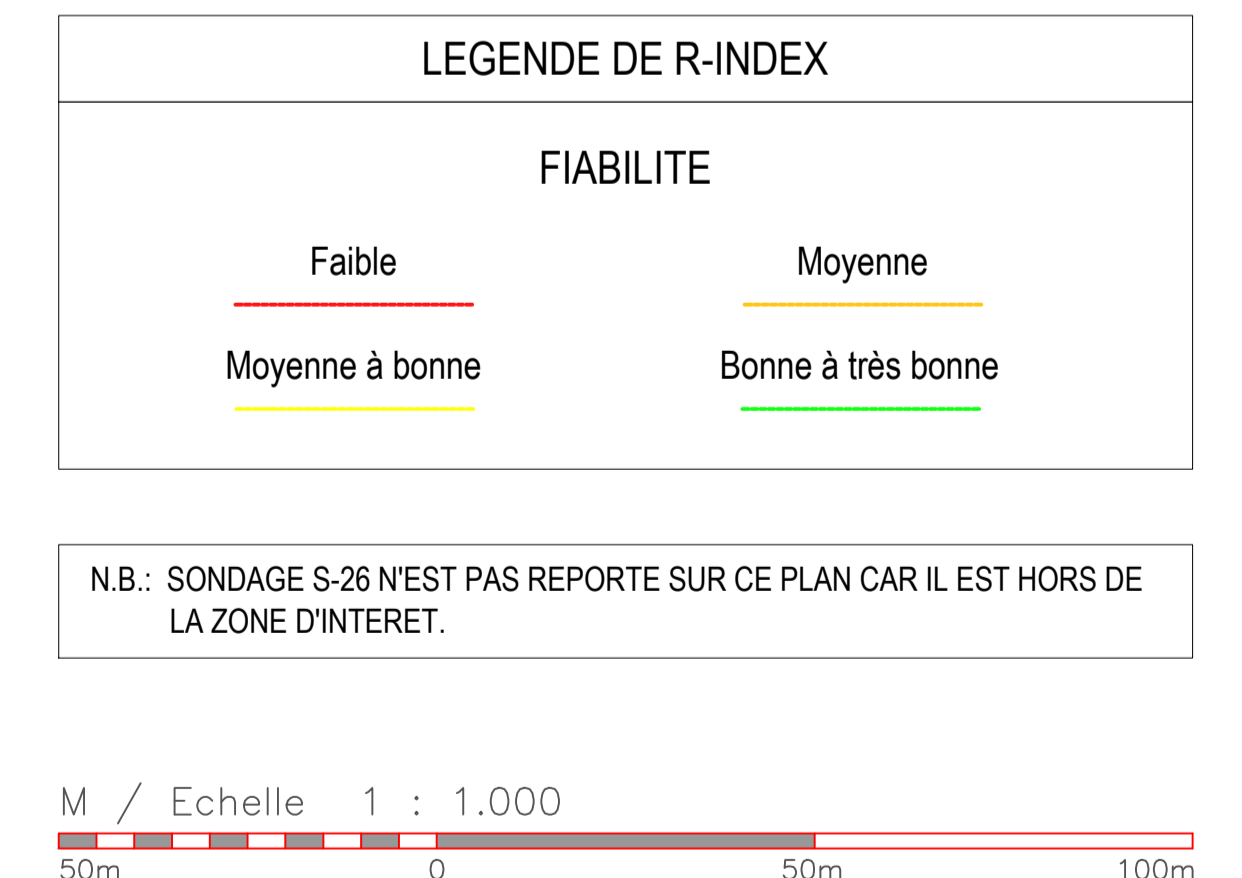 LEGENDE DE R-INDEX
FIABILITE
Faible
Moyenne
Moyenne à bonne
Bonne à très bonne
N.B.: SONDAGE S-26 N'EST PAS REPORTE SUR CE PLAN CAR IL EST HORS DE
LA ZONE D'INTERET.
M / Echelle 1 : 1.000
50m 0 50m 100m